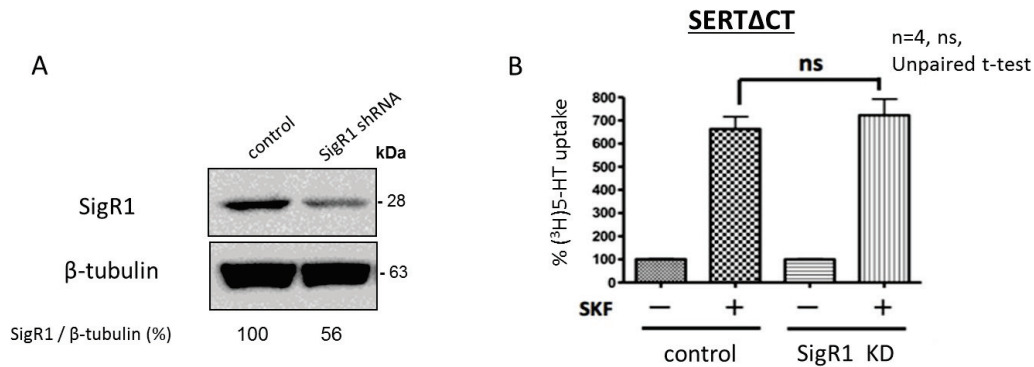 SERTΔCT
A
control
SigR1 shRNA
kDa
SigR1
- 28
β-tubulin
- 63
SigR1 / β-tubulin (%)
100
56
B
n=4, ns,
Unpaired t-test
ns
% (³H)5-HT uptake
800
700
600
500
400
300
200
100
0
SKF
− + − +
control
SigR1 KD